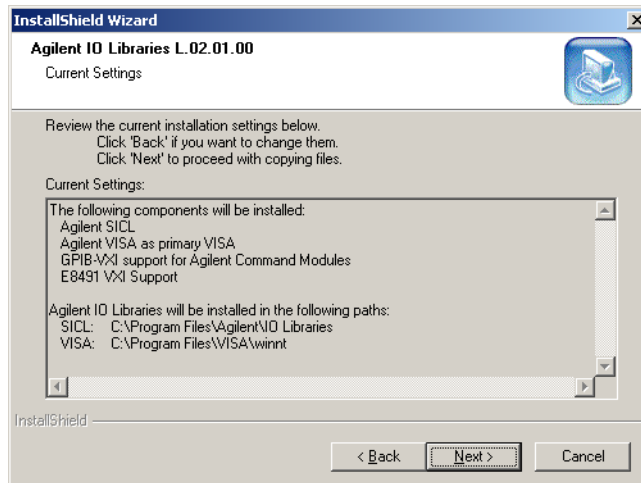 InstallShield Wizard
Agilent IO Libraries L.02.01.00
Current Settings
Review the current installation settings below.
Click 'Back' if you want to change them.
Click 'Next' to proceed with copying files.
Current Settings:
The following components will be installed:
Agilent SICL
Agilent VISA as primary VISA
GPIB-VXI support for Agilent Command Modules
E8491 VXI Support
Agilent IO Libraries will be installed in the following paths:
SICL: C:\Program Files\Agilent\IO Libraries
VISA: C:\Program Files\VISA\winnt
InstallShield
< Back
Next >
Cancel